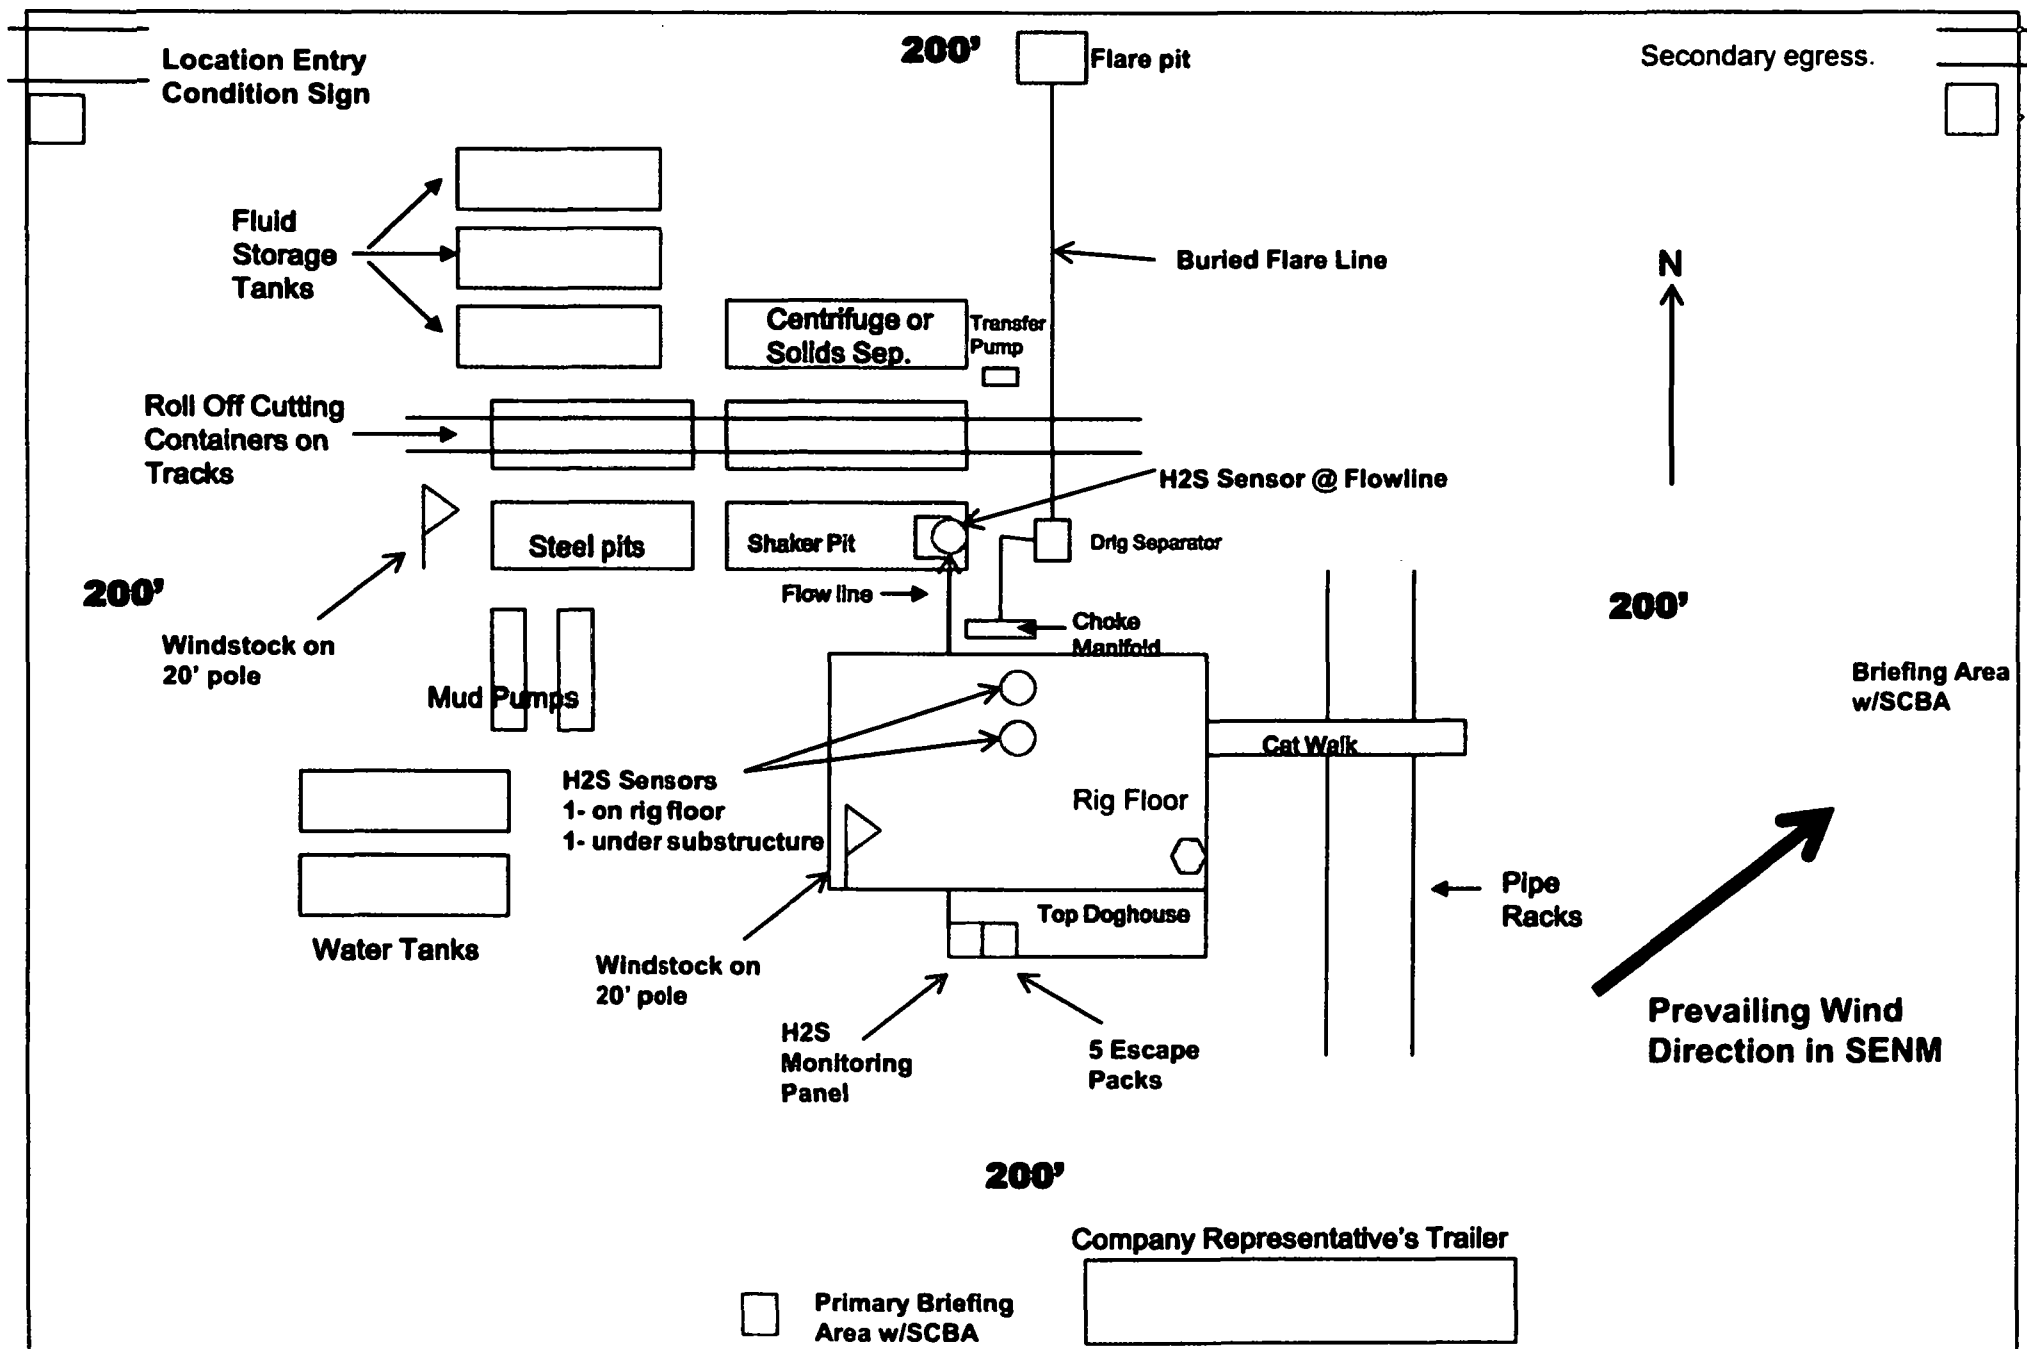 Location Entry
Condition Sign
200'
Flare pit
Secondary egress.
Fluid
Storage
Tanks
Buried Flare Line
N
Centrifuge or
Solids Sep.
Transfer
Pump
Roll Off Cutting
Containers on
Tracks
H2S Sensor @ Flowline
Steel pits
Shaker Pit
Drlg Separator
200'
Flow line
200'
Windstock on
20' pole
Choke
Manifold
Mud Pumps
Briefing Area
w/SCBA
Cat Walk
H2S Sensors
1- on rig floor
1- under substructure
Rig Floor
Pipe
Racks
Top Doghouse
Water Tanks
Windstock on
20' pole
H2S
Monitoring
Panel
5 Escape
Packs
Prevailing Wind
Direction in SENM
200'
Company Representative's Trailer
Primary Briefing
Area w/SCBA